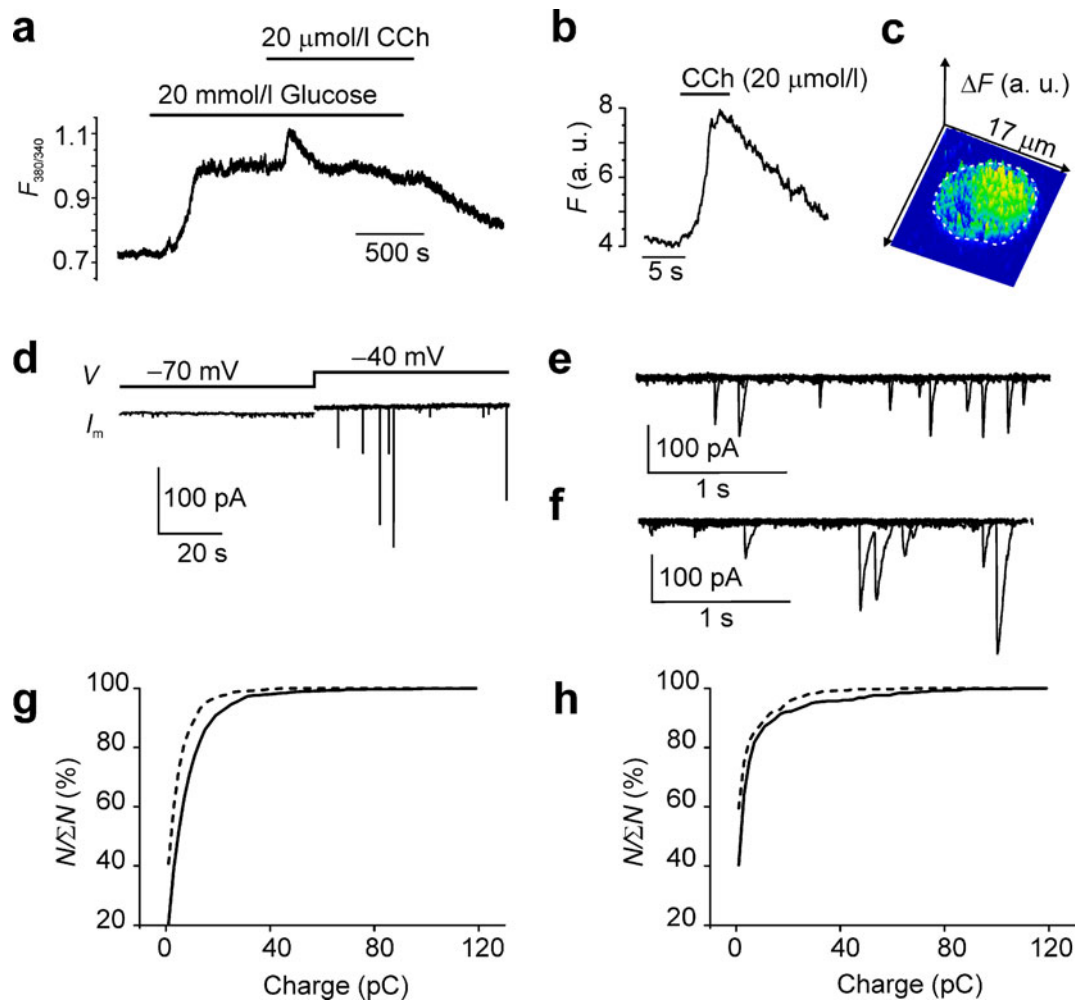 a
20 μmol/l CCh
20 mmol/l Glucose
F380/340
1.1
0.9
0.7
500 s
b
CCh (20 μmol/l)
F (a. u.)
8
6
4
5 s
c
ΔF (a. u.)
17 μm
d
V
–70 mV
–40 mV
Im
100 pA
20 s
e
100 pA
1 s
f
100 pA
1 s
g
N/ΣN (%)
100
80
60
40
20
0
40
80
120
Charge (pC)
h
N/ΣN (%)
100
80
60
40
20
0
40
80
120
Charge (pC)